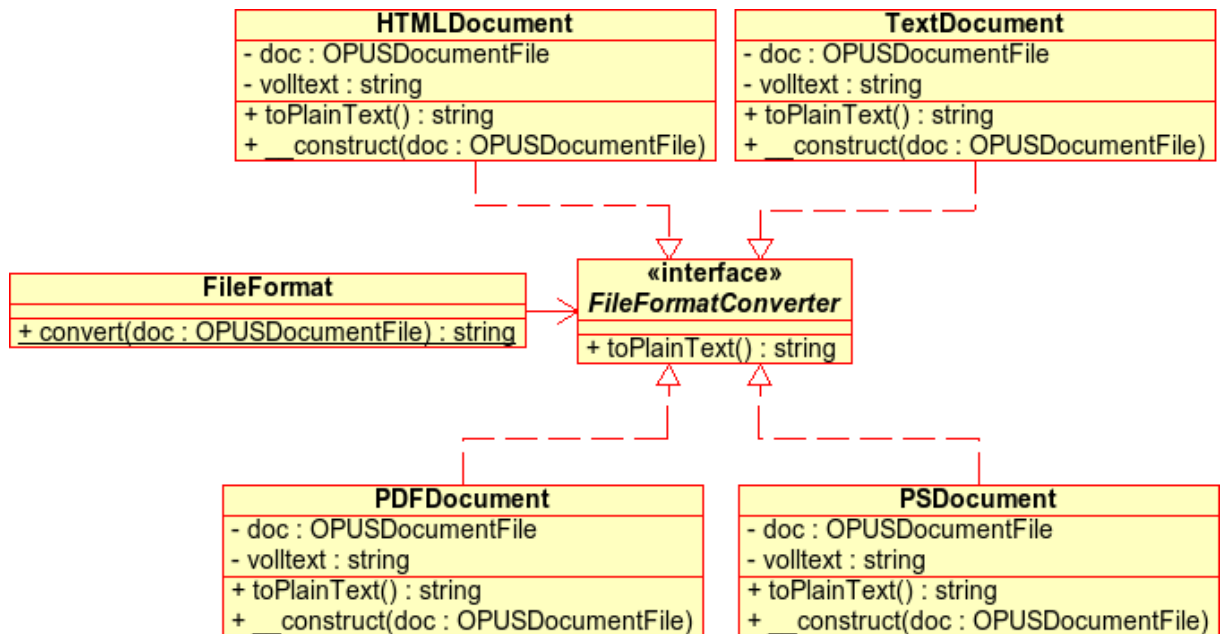 HTMLDocument
- doc : OPUSDocumentFile
- volltext : string
+ toPlainText() : string
+ __construct(doc : OPUSDocumentFile)
TextDocument
- doc : OPUSDocumentFile
- volltext : string
+ toPlainText() : string
+ __construct(doc : OPUSDocumentFile)
FileFormat
+ convert(doc : OPUSDocumentFile) : string
«interface»
FileFormatConverter
+ toPlainText() : string
PDFDocument
- doc : OPUSDocumentFile
- volltext : string
+ toPlainText() : string
+ __construct(doc : OPUSDocumentFile)
PSDocument
- doc : OPUSDocumentFile
- volltext : string
+ toPlainText() : string
+ __construct(doc : OPUSDocumentFile)